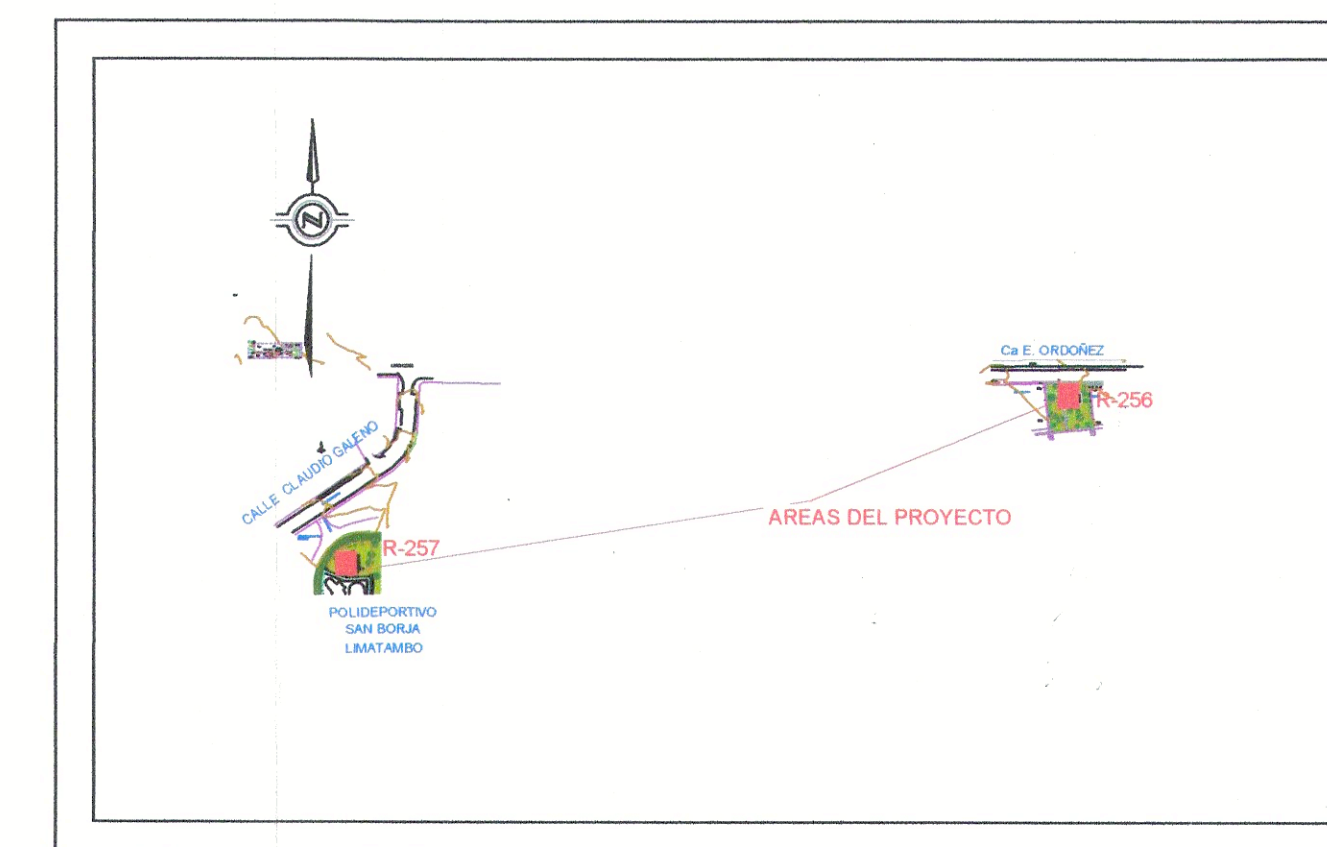 N
Ca E. ORDOÑEZ
R-256
CALLE CLAUDIO GALENO
AREAS DEL PROYECTO
R-257
POLIDEPORTIVO
SAN BORJA
LIMATAMBO